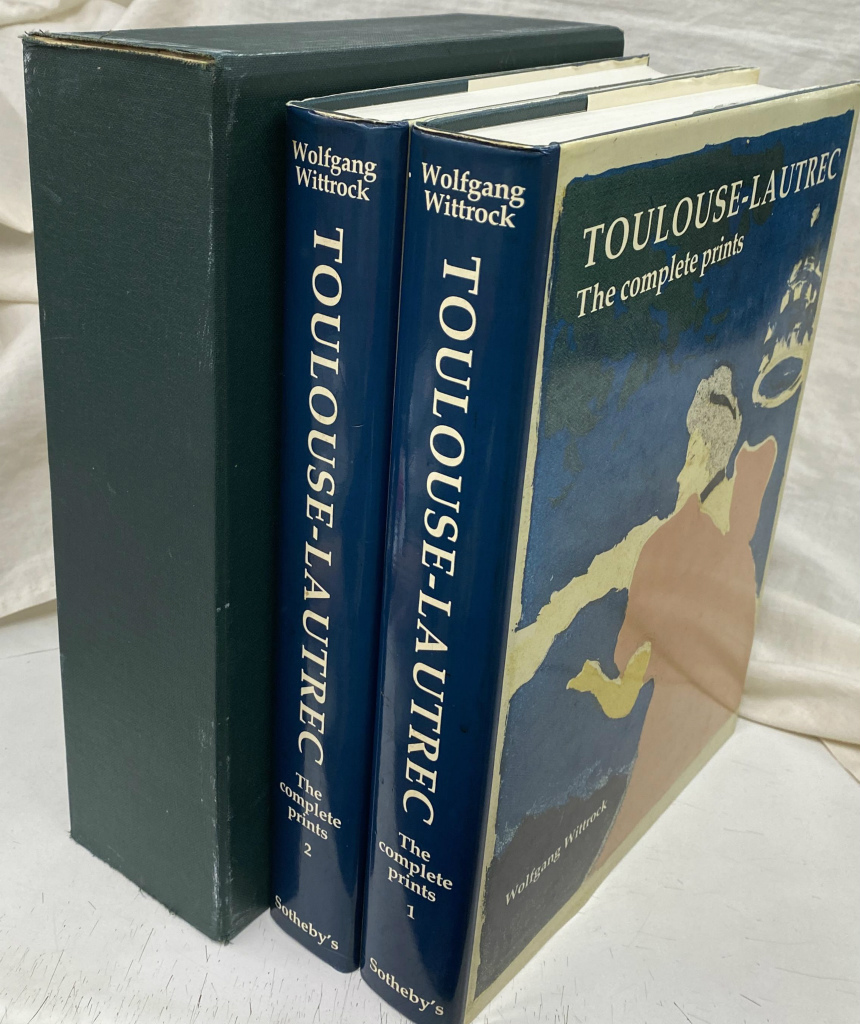 Wolfgang
Wittrock
TOULOUSE-LAUTREC
The
complete
prints
2
Sotheby's
Wolfgang
Wittrock
TOULOUSE-LAUTREC
The
complete
prints
1
Sotheby's
TOULOUSE-LAUTREC
The complete prints
Wolfgang Wittrock